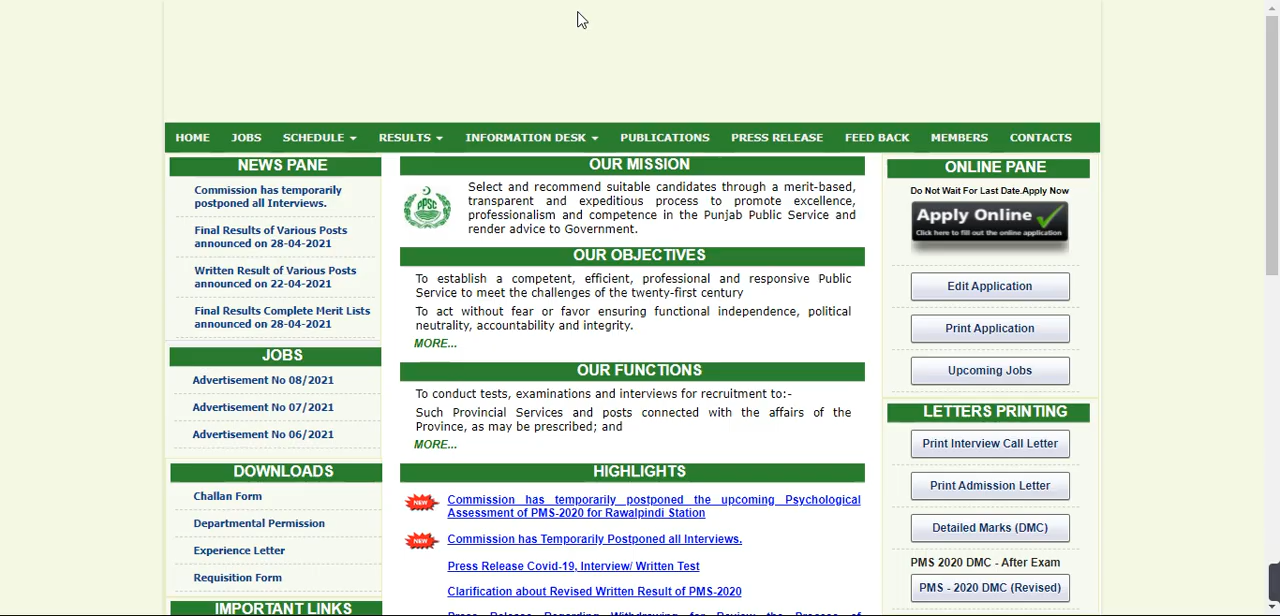 HOME JOBS SCHEDULE RESULTS INFORMATION DESK PUBLICATIONS PRESS RELEASE FEED BACK MEMBERS CONTACTS
NEWS PANE
Commission has temporarily
postponed all Interviews.
Final Results of Various Posts
announced on 28-04-2021
Written Result of Various Posts
announced on 22-04-2021
Final Results Complete Merit Lists
announced on 28-04-2021
JOBS
Advertisement No 08/2021
Advertisement No 07/2021
Advertisement No 06/2021
DOWNLOADS
Challan Form
Departmental Permission
Experience Letter
Requisition Form
IMPORTANT LINKS
OUR MISSION
PPSC
Select and recommend suitable candidates through a merit-based,
transparent and expeditious process to promote excellence,
professionalism and competence in the Punjab Public Service and
render advice to Government.
OUR OBJECTIVES
To establish a competent, efficient, professional and responsive Public
Service to meet the challenges of the twenty-first century
To act without fear or favor ensuring functional independence, political
neutrality, accountability and integrity.
MORE...
OUR FUNCTIONS
To conduct tests, examinations and interviews for recruitment to:-
Such Provincial Services and posts connected with the affairs of the
Province, as may be prescribed; and
MORE...
HIGHLIGHTS
NEW Commission has temporarily postponed the upcoming Psychological
Assessment of PMS-2020 for Rawalpindi Station
NEW Commission has Temporarily Postponed all Interviews.
Press Release Covid-19, Interview/ Written Test
Clarification about Revised Written Result of PMS-2020
Press Release Regarding Withdrawing for Review the Process of
ONLINE PANE
Do Not Wait For Last Date.Apply Now
Apply Online
Click here to fill out the online application
Edit Application
Print Application
Upcoming Jobs
LETTERS PRINTING
Print Interview Call Letter
Print Admission Letter
Detailed Marks (DMC)
PMS 2020 DMC - After Exam
PMS - 2020 DMC (Revised)